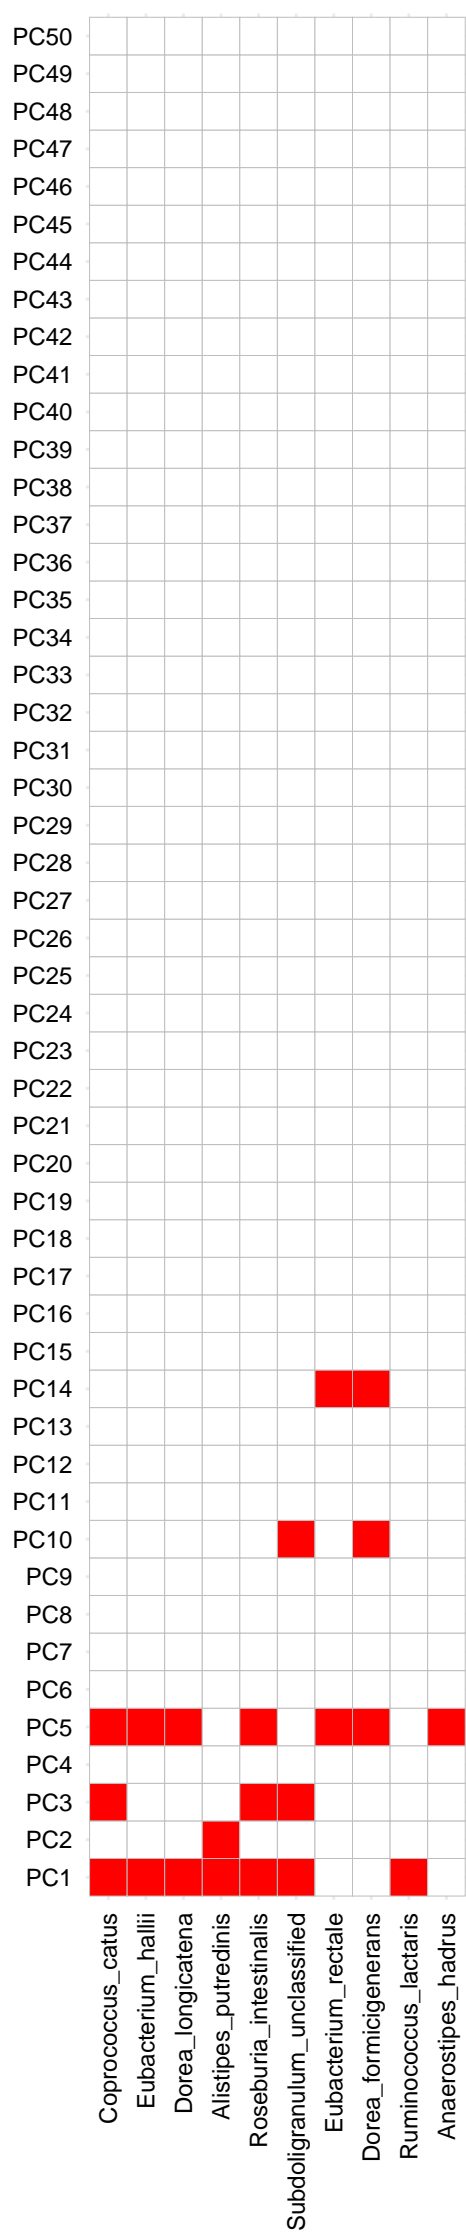 PC50
PC49
PC48
PC47
PC46
PC45
PC44
PC43
PC42
PC41
PC40
PC39
PC38
PC37
PC36
PC35
PC34
PC33
PC32
PC31
PC30
PC29
PC28
PC27
PC26
PC25
PC24
PC23
PC22
PC21
PC20
PC19
PC18
PC17
PC16
PC15
PC14
PC13
PC12
PC11
PC10
PC9
PC8
PC7
PC6
PC5
PC4
PC3
PC2
PC1
Coprococcus_catus
Eubacterium_hallii
Dorea_longicatena
Alistipes_putredinis
Roseburia_intestinalis
Subdoligranulum_unclassified
Eubacterium_rectale
Dorea_formicigenerans
Ruminococcus_lactaris
Anaerostipes_hadrus